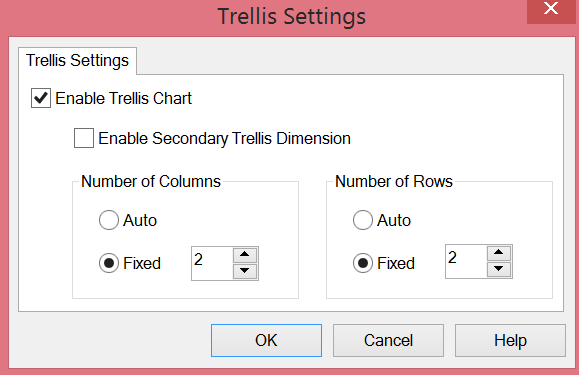 Trellis Settings
Trellis Settings
Enable Trellis Chart
Enable Secondary Trellis Dimension
Number of Columns Number of Rows
Auto Auto
Fixed 2 Fixed 2
OK Cancel Help